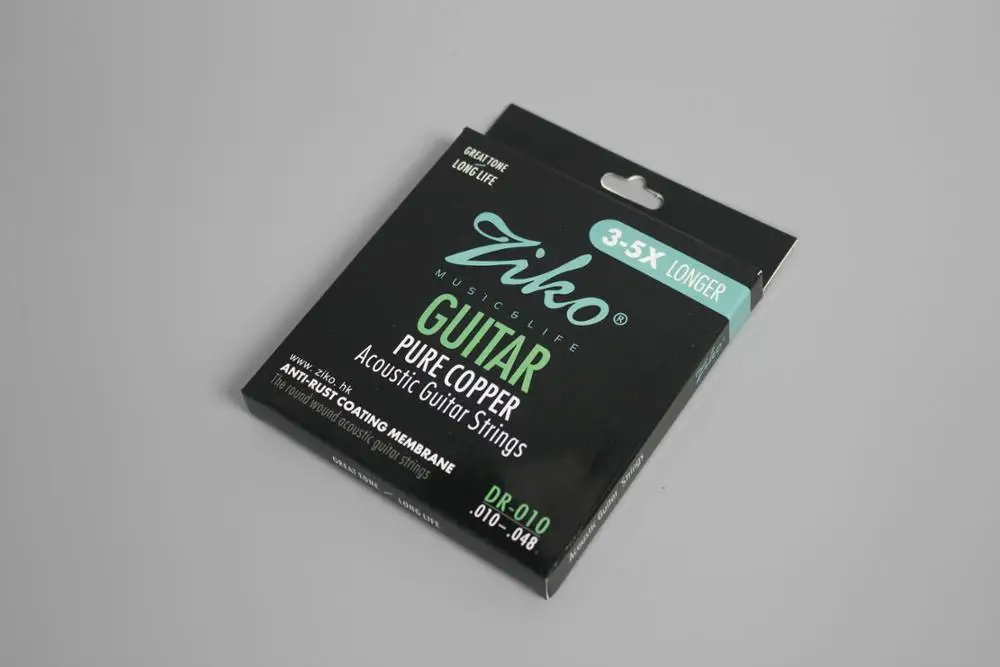 GREAT TONE
LONG LIFE
3-5X LONGER
Ziko®
MUSIC & LIFE
GUITAR
PURE COPPER
Acoustic Guitar Strings
www.ziko.hk
ANTI-RUST COATING MEMBRANE
The round wound acoustic guitar strings
DR-010
.010-.048
GREAT TONE LONG LIFE
Ziko
Acoustic Guitar Strings